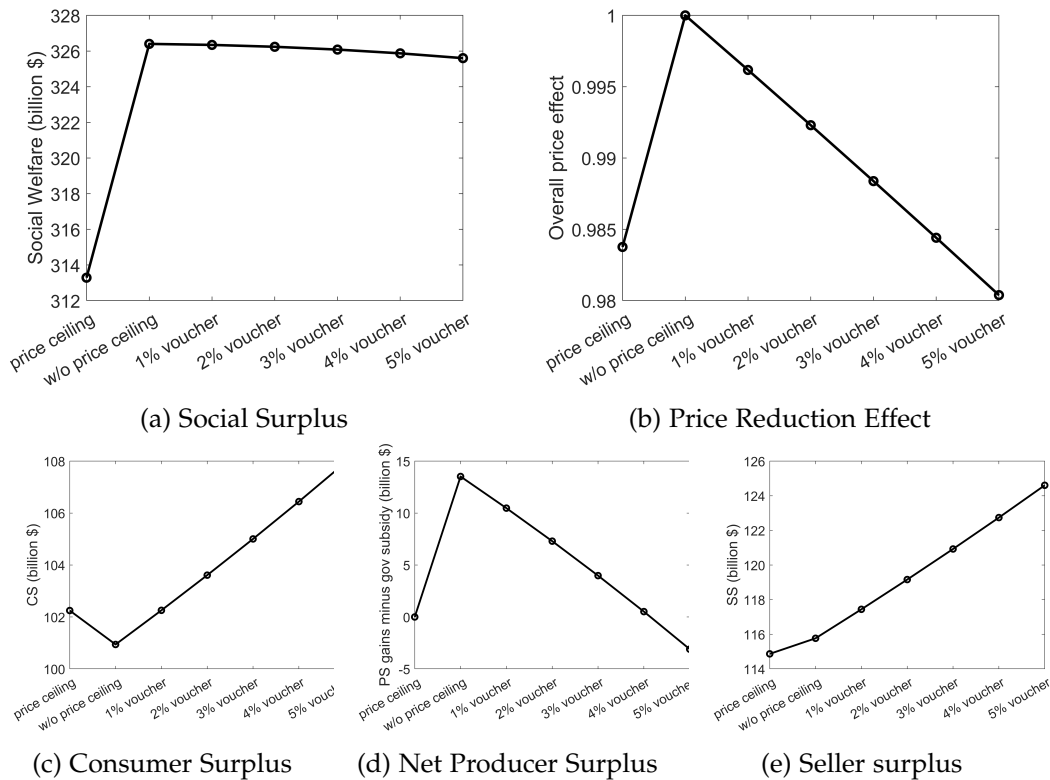 Social Welfare (billion $)
328
326
324
322
320
318
316
314
312
price ceiling
w/o price ceiling
1% voucher
2% voucher
3% voucher
4% voucher
5% voucher
(a) Social Surplus
Overall price effect
1
0.995
0.99
0.985
0.98
price ceiling
w/o price ceiling
1% voucher
2% voucher
3% voucher
4% voucher
5% voucher
(b) Price Reduction Effect
CS (billion $)
108
106
104
102
100
price ceiling
w/o price ceiling
1% voucher
2% voucher
3% voucher
4% voucher
5% vouch
(c) Consumer Surplus
PS gains minus gov subsidy (billion $)
15
10
5
0
-5
price ceiling
w/o price ceiling
1% voucher
2% voucher
3% voucher
4% voucher
5% vouche
(d) Net Producer Surplus
SS (billion $)
126
124
122
120
118
116
114
price ceiling
w/o price ceiling
1% voucher
2% voucher
3% voucher
4% voucher
5% voucher
(e) Seller surplus